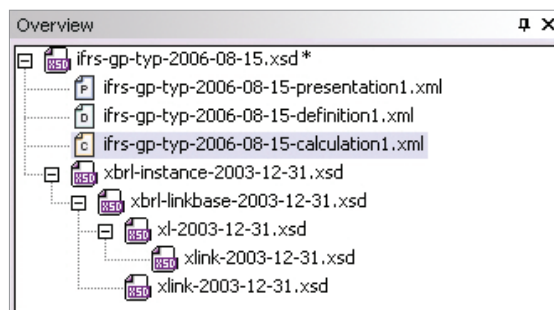 Overview
ifrs-gp-typ-2006-08-15.xsd*
ifrs-gp-typ-2006-08-15-presentation1.xml
ifrs-gp-typ-2006-08-15-definition1.xml
ifrs-gp-typ-2006-08-15-calculation1.xml
xbrl-instance-2003-12-31.xsd
xbrl-linkbase-2003-12-31.xsd
xl-2003-12-31.xsd
xlink-2003-12-31.xsd
xlink-2003-12-31.xsd